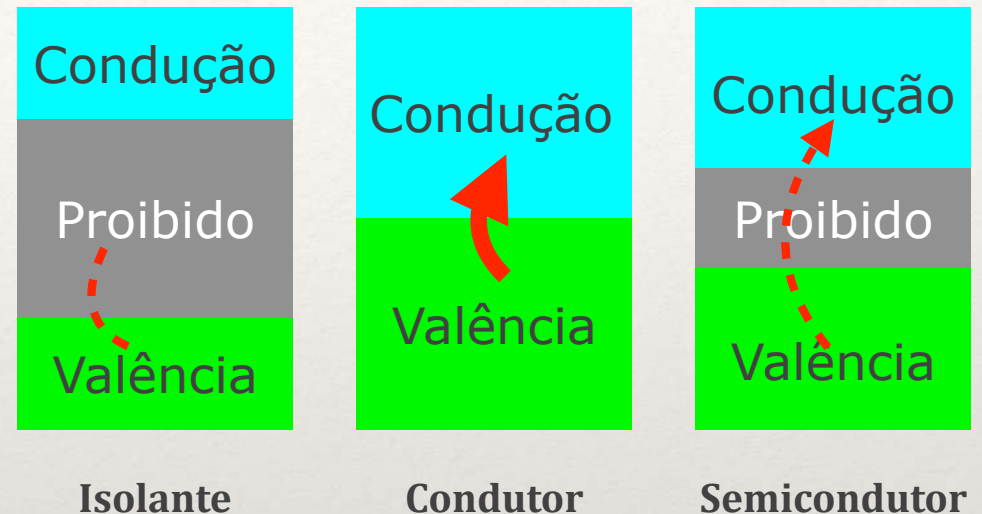 Condução
Proibido
Valência
Isolante
Condução
Valência
Condutor
Condução
Proibido
Valência
Semicondutor